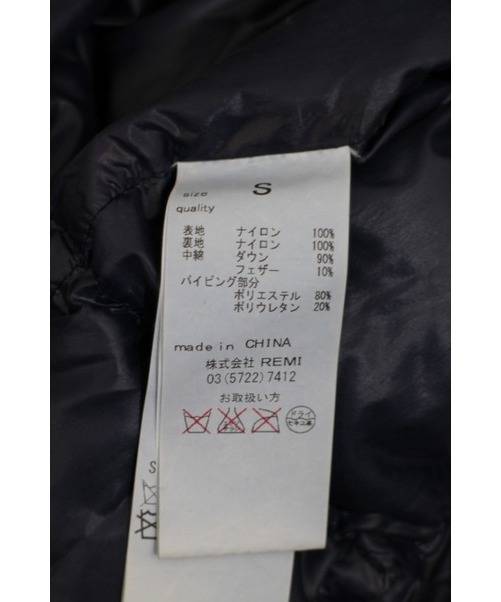 size S
quality
表地 ナイロン 100%
裏地 ナイロン 100%
中綿 ダウン 90%
フェザー 10%
パイピング部分
ポリエステル 80%
ポリウレタン 20%
made in CHINA
株式会社 REMI
03(5722)7412
お取扱い方
ドライ
S